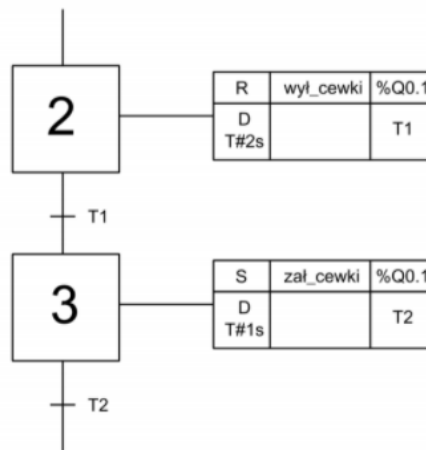 2
R wył_cewki %Q0.1
D
T#2s
T1
T1
3
S zał_cewki %Q0.1
D
T#1s
T2
T2